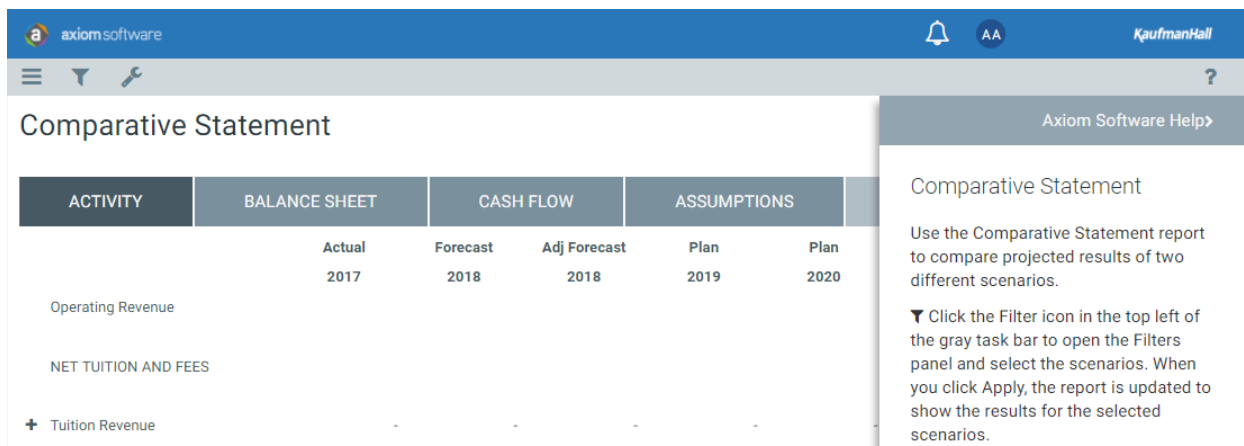 axiom software
AA
KaufmanHall
?
Comparative Statement
ACTIVITY BALANCE SHEET CASH FLOW ASSUMPTIONS
Actual Forecast Adj Forecast Plan Plan
2017 2018 2018 2019 2020
Operating Revenue
NET TUITION AND FEES
+ Tuition Revenue - - - - -
Axiom Software Help>
Comparative Statement
Use the Comparative Statement report
to compare projected results of two
different scenarios.
Click the Filter icon in the top left of
the gray task bar to open the Filters
panel and select the scenarios. When
you click Apply, the report is updated to
show the results for the selected
scenarios.